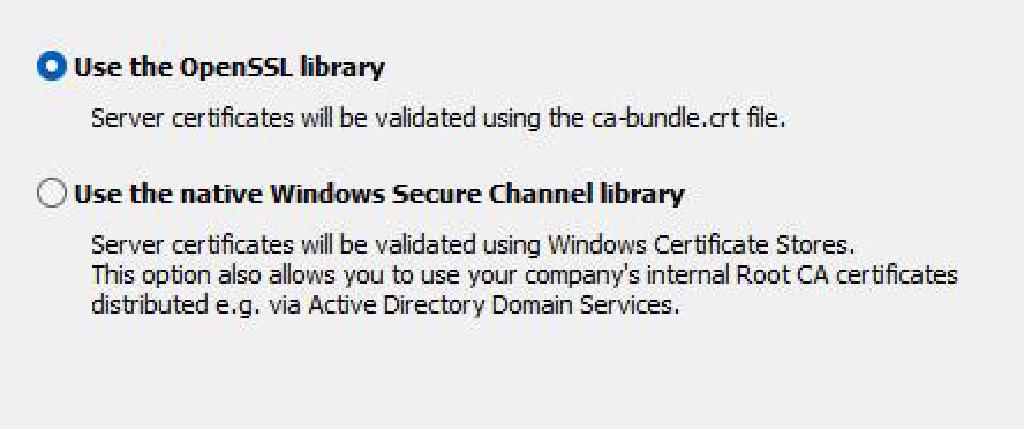 Use the OpenSSL library
Server certificates will be validated using the ca-bundle.crt file.
Use the native Windows Secure Channel library
Server certificates will be validated using Windows Certificate Stores.
This option also allows you to use your company's internal Root CA certificates
distributed e.g. via Active Directory Domain Services.